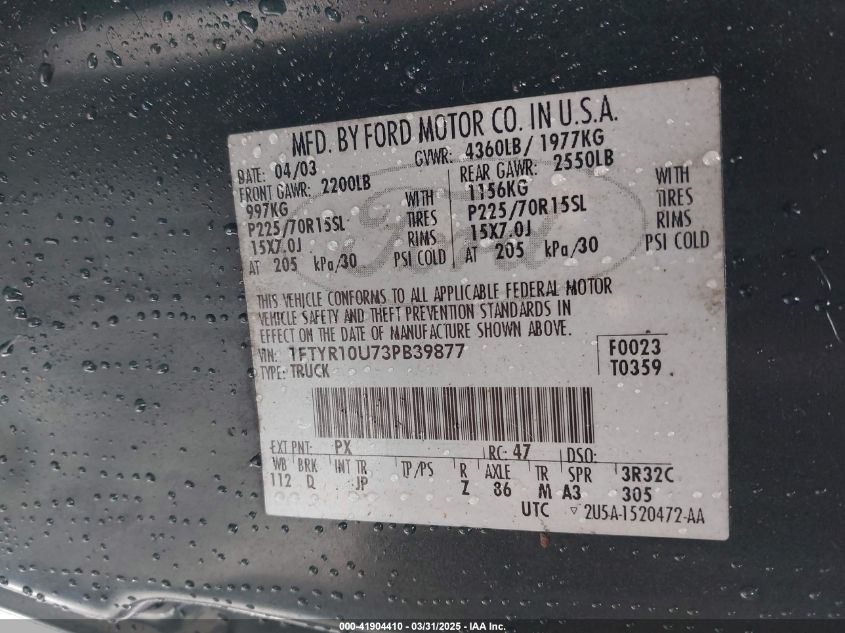 MFD. BY FORD MOTOR CO. IN U.S.A.
DATE: 04/03 GVWR: 4360LB/ 1977KG
FRONT GAWR: 2200LB REAR GAWR: 2550LB
997KG WITH 1156KG WITH
P225/70R15SL TIRES P225/70R15SL TIRES
15X7.0J RIMS 15X7.0J RIMS
AT 205 kPa/30 PSI COLD AT 205 kPa/30 PSI COLD
THIS VEHICLE CONFORMS TO ALL APPLICABLE FEDERAL MOTOR
VEHICLE SAFETY AND THEFT PREVENTION STANDARDS IN
EFFECT ON THE DATE OF MANUFACTURE SHOWN ABOVE.
VIN: 1FTYR10U73PB39877 F0023
TYPE: TRUCK T0359
EXT PNT: PX RC: 47 DSO:
WB BRK INT TR TP/PS R AXLE TR SPR 3R32C
112 D JP Z 86 M A3 305
UTC ▽ 2U5A-1520472-AA
Ford
000-41904410 - 03/31/2025 - IAA Inc.